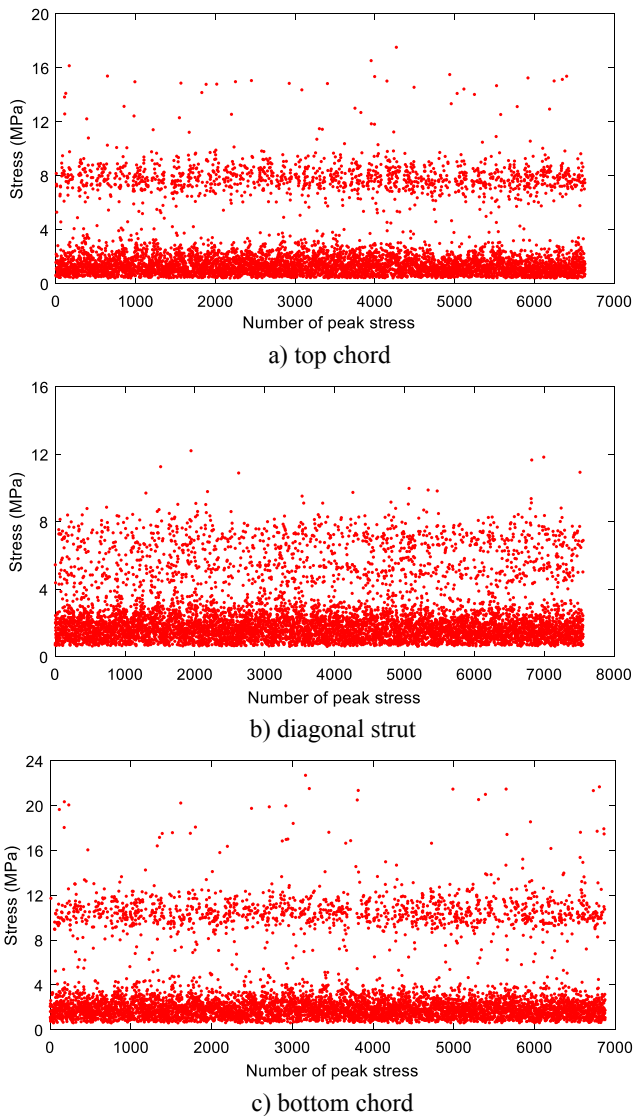 20
16
12
8
4
0
Stress (MPa)
0 1000 2000 3000 4000 5000 6000 7000
Number of peak stress
a) top chord
16
12
8
4
0
Stress (MPa)
0 1000 2000 3000 4000 5000 6000 7000 8000
Number of peak stress
b) diagonal strut
24
20
16
12
8
4
0
Stress (MPa)
0 1000 2000 3000 4000 5000 6000 7000
Number of peak stress
c) bottom chord